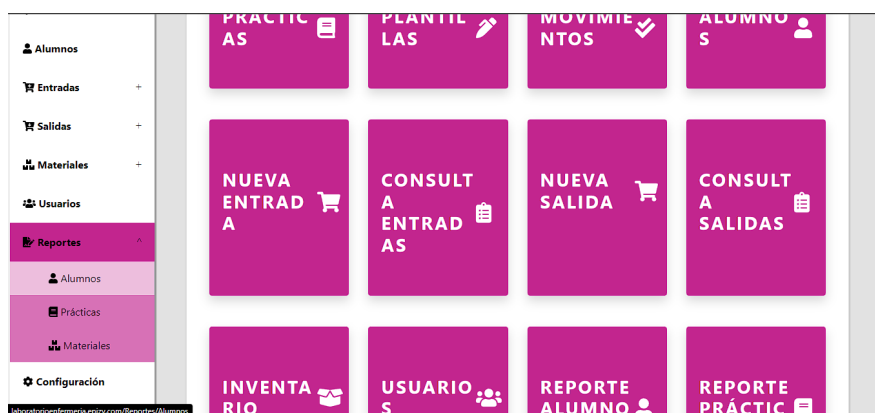 Alumnos
Entradas +
Salidas +
Materiales +
Usuarios
Reportes ^
Alumnos
Prácticas
Materiales
Configuración
laboratorioenfermeria.epizy.com/Reportes/Alumnos
PRÁCTIC
AS
PLANTIL
LAS
MOVIMIE
NTOS
ALUMNO
S
NUEVA
ENTRAD
A
CONSULT
A
ENTRAD
AS
NUEVA
SALIDA
CONSULT
A
SALIDAS
INVENTA
RIO
USUARIO
S
REPORTE
ALUMNO
REPORTE
PRÁCTIC